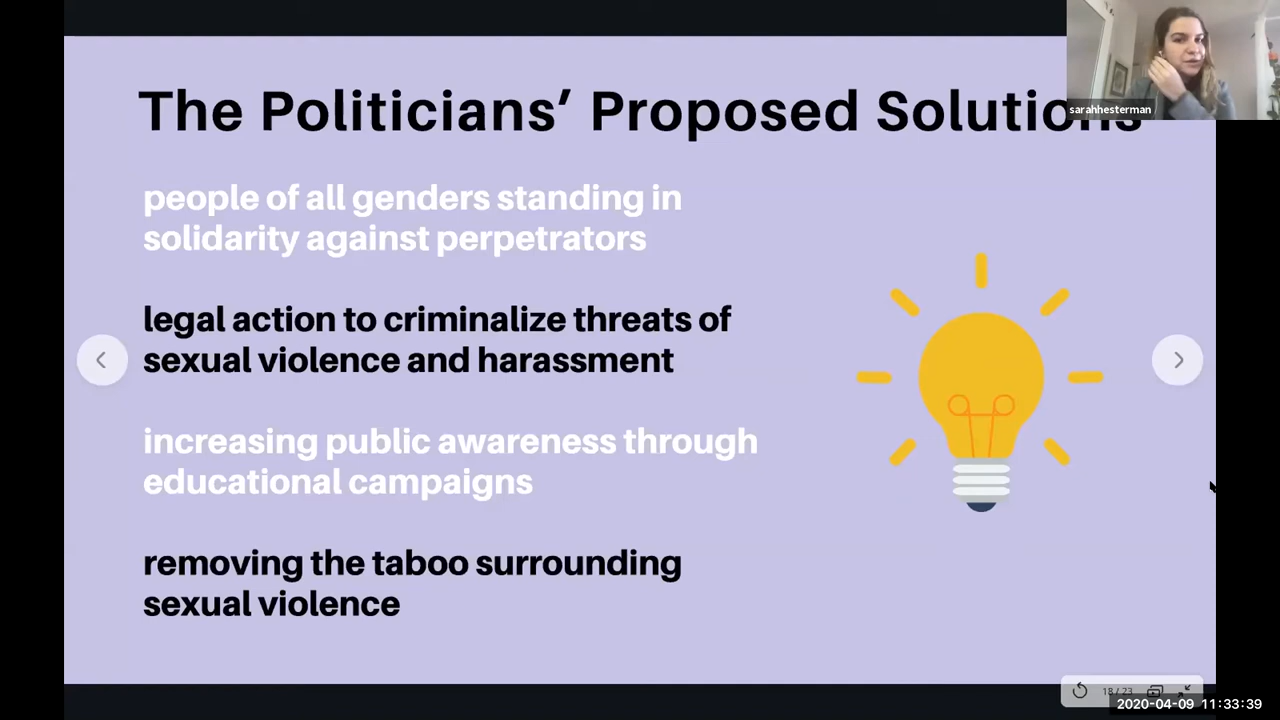 The Politicians’ Proposed Solutions
sarahhesterman
people of all genders standing in
solidarity against perpetrators
legal action to criminalize threats of
sexual violence and harassment
increasing public awareness through
educational campaigns
removing the taboo surrounding
sexual violence
18 / 23
2020-04-09 11:33:39